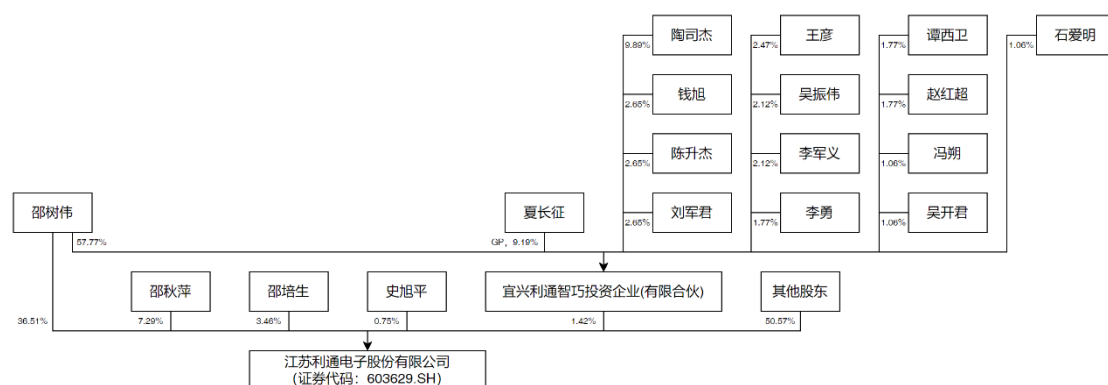 陶司杰
王彦
谭西卫
石爱明
9.89%
2.47%
1.77%
1.06%
钱旭
吴振伟
赵红超
2.65%
2.12%
1.77%
陈升杰
李军义
冯朔
2.65%
2.12%
1.06%
邵树伟
夏长征
刘军君
李勇
吴开君
2.65%
1.77%
1.06%
57.77%
GP，9.19%
邵秋萍
邵培生
史旭平
宜兴利通智巧投资企业(有限合伙)
其他股东
36.51%
7.29%
3.46%
0.75%
1.42%
50.57%
江苏利通电子股份有限公司
(证券代码：603629.SH)